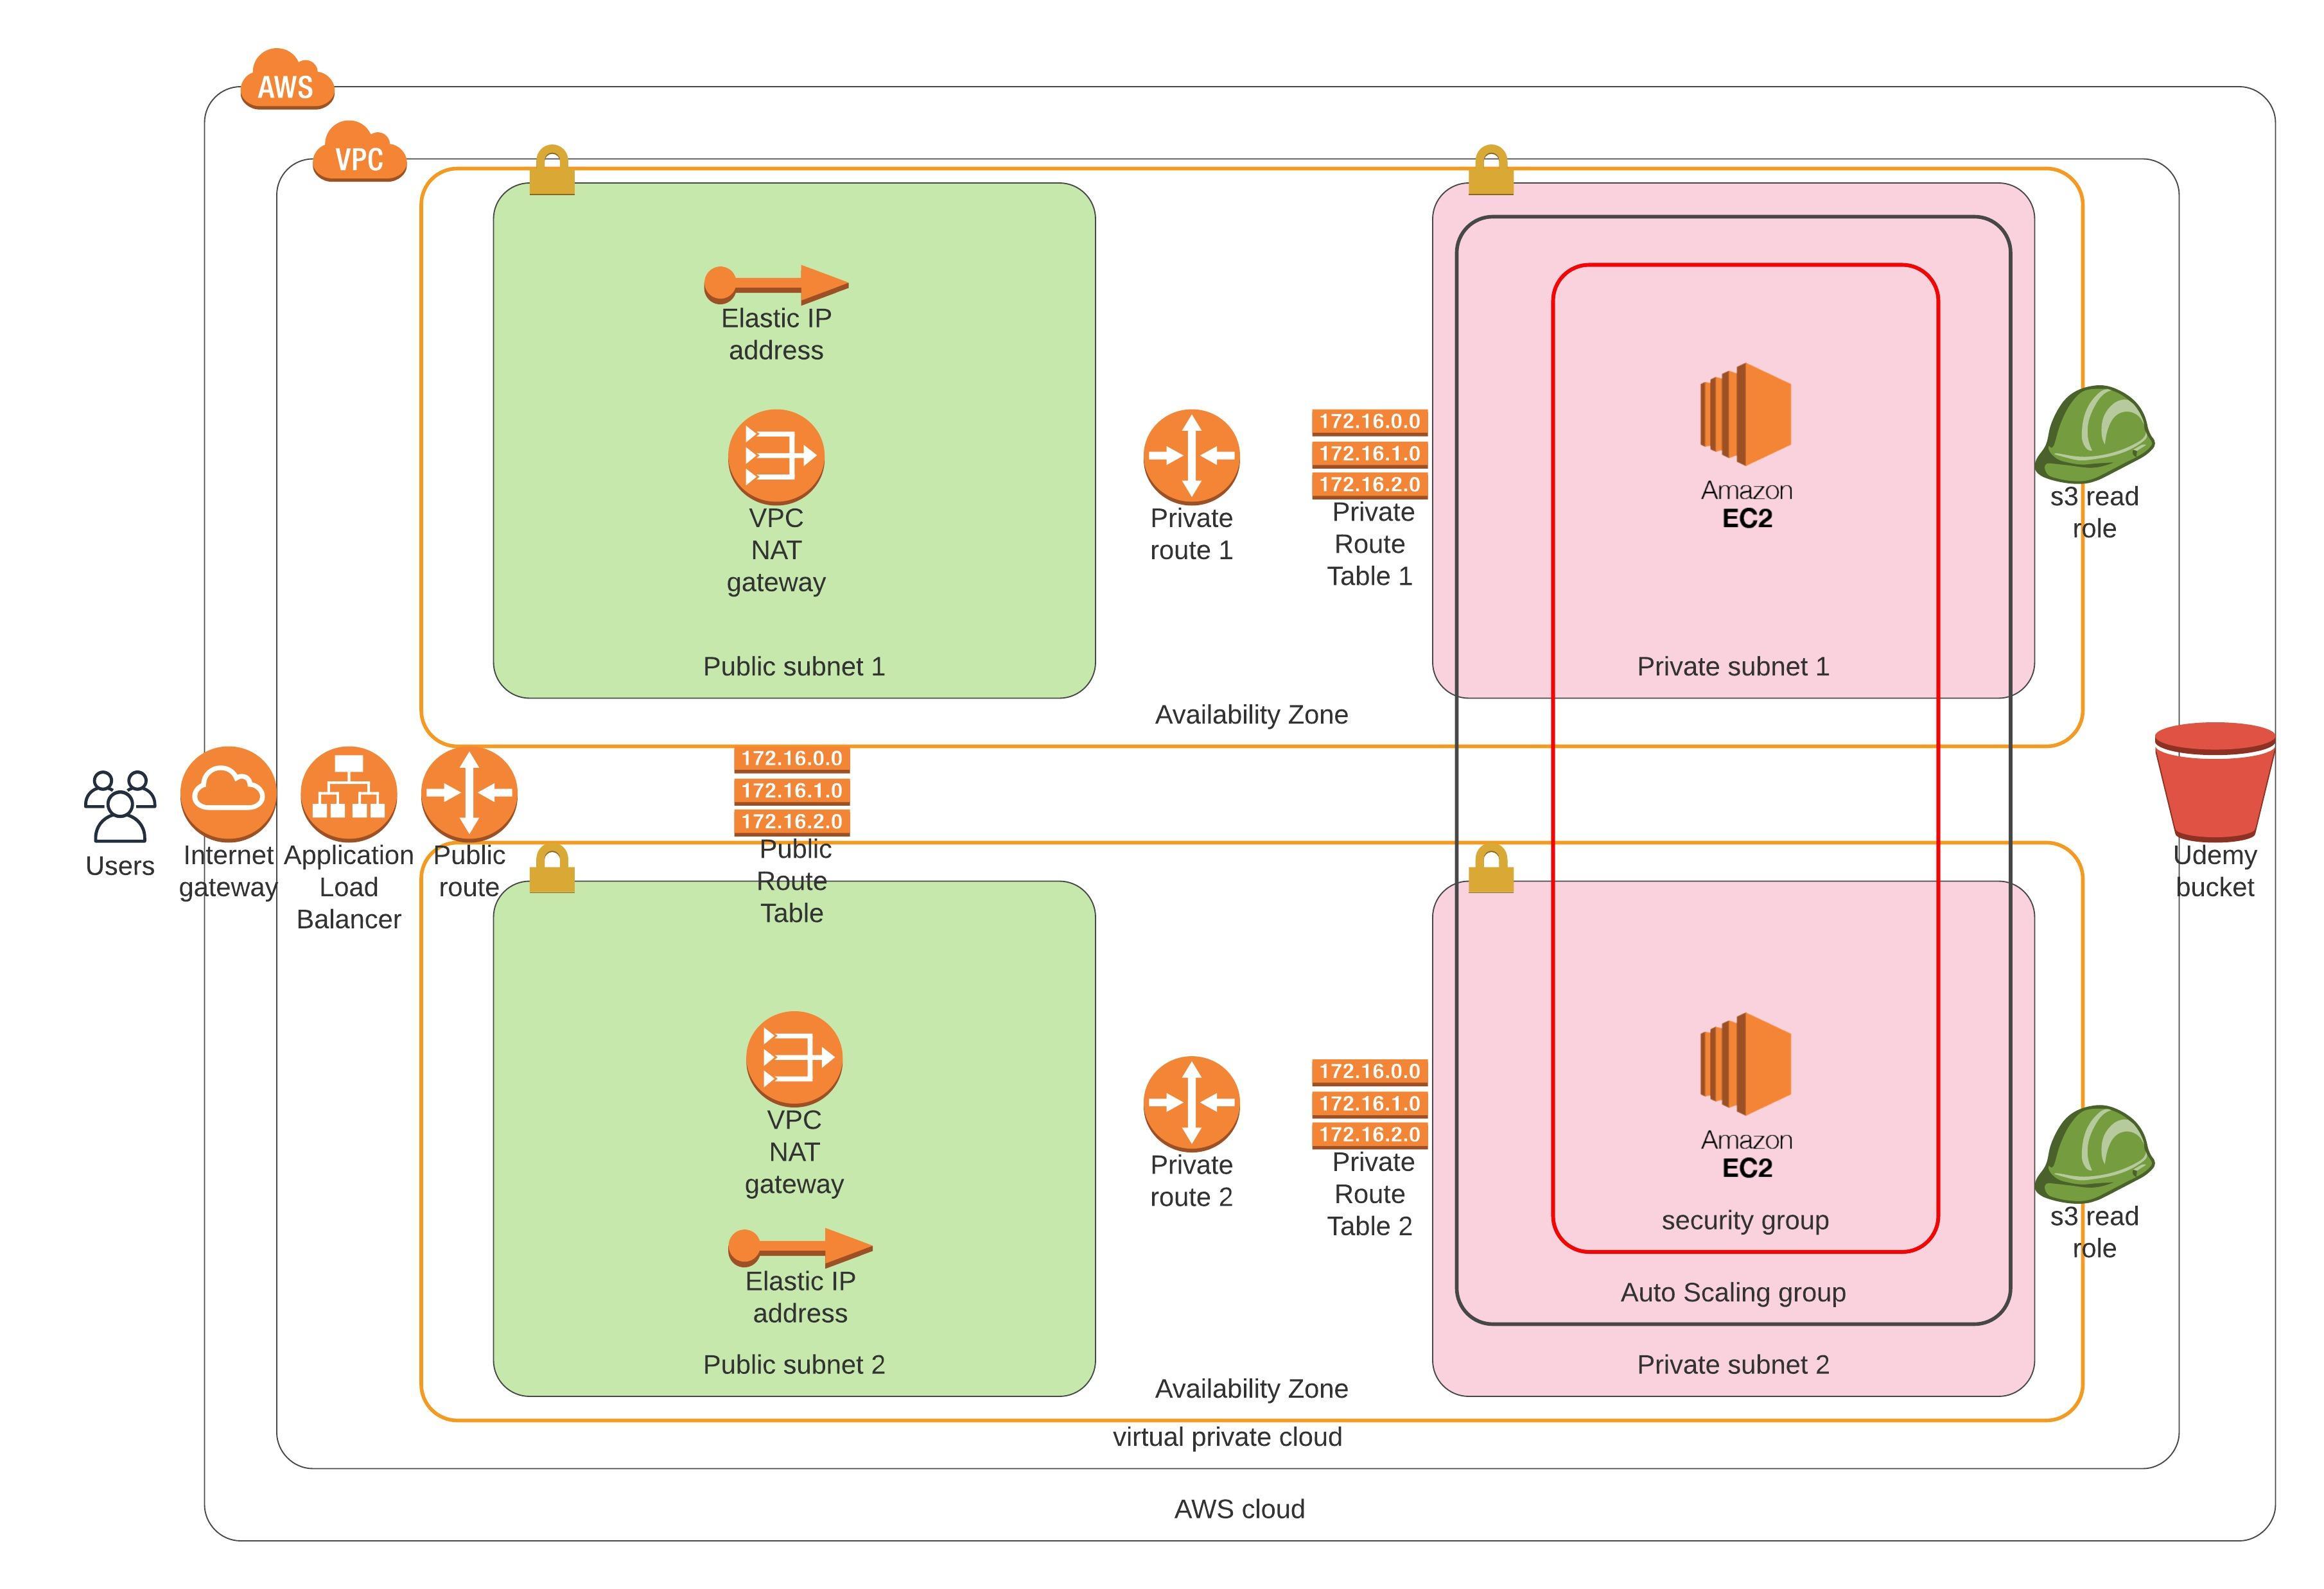 AWS
VPC
Elastic IP
address
VPC
NAT
gateway
Public subnet 1
Private
route 1
172.16.0.0
172.16.1.0
172.16.2.0
Private
Route
Table 1
Amazon
EC2
Private subnet 1
s3 read
role
Availability Zone
Users
Internet
gateway
Application
Load
Balancer
Public
route
172.16.0.0
172.16.1.0
172.16.2.0
Public
Route
Table
Udemy
bucket
VPC
NAT
gateway
Elastic IP
address
Public subnet 2
Private
route 2
172.16.0.0
172.16.1.0
172.16.2.0
Private
Route
Table 2
Amazon
EC2
security group
Auto Scaling group
Private subnet 2
s3 read
role
Availability Zone
virtual private cloud
AWS cloud